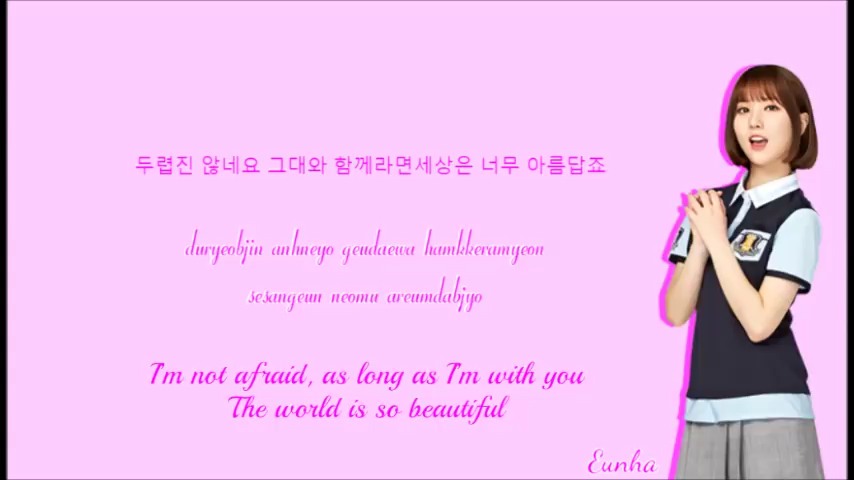 두렵진 않네요 그대와 함께라면세상은 너무 아름답죠
duryeobjin anhneyo geudaewa hamkkeramyeon
sesangeun neomu areumdabjyo
I'm not afraid, as long as I'm with you
The world is so beautiful
Eunha